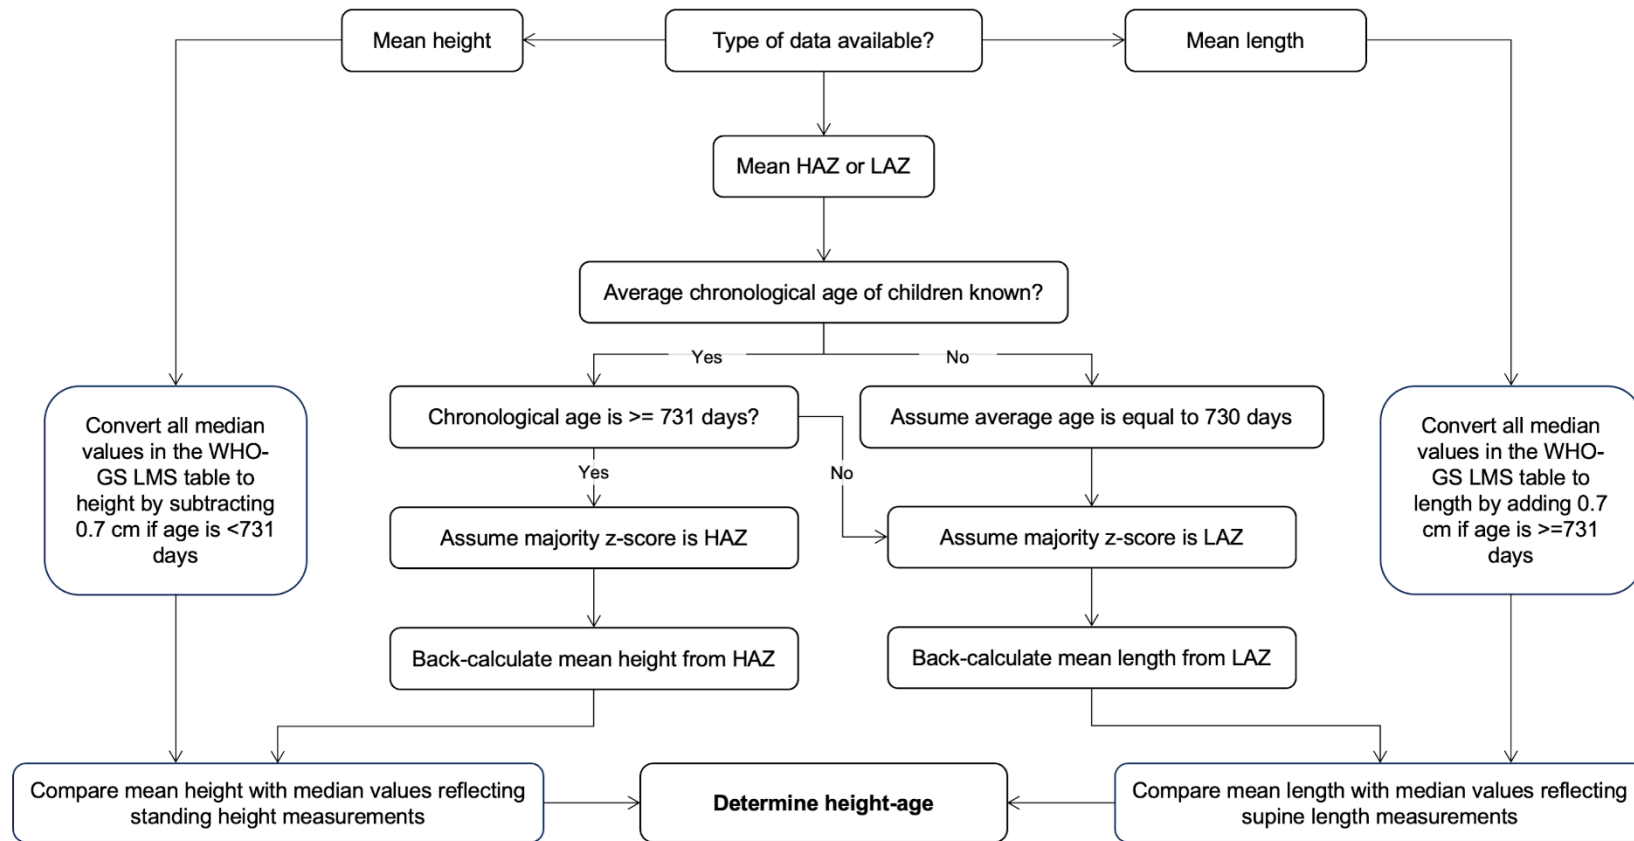 Mean height
Type of data available?
Mean length
Mean HAZ or LAZ
Average chronological age of children known?
Yes
No
Convert all median
values in the WHO-
GS LMS table to
height by subtracting
0.7 cm if age is <731
days
Chronological age is >= 731 days?
Assume average age is equal to 730 days
Convert all median
values in the WHO-
GS LMS table to
length by adding 0.7
cm if age is >=731
days
Yes
No
Assume majority z-score is HAZ
Assume majority z-score is LAZ
Back-calculate mean height from HAZ
Back-calculate mean length from LAZ
Compare mean height with median values reflecting
standing height measurements
Determine height-age
Compare mean length with median values reflecting
supine length measurements